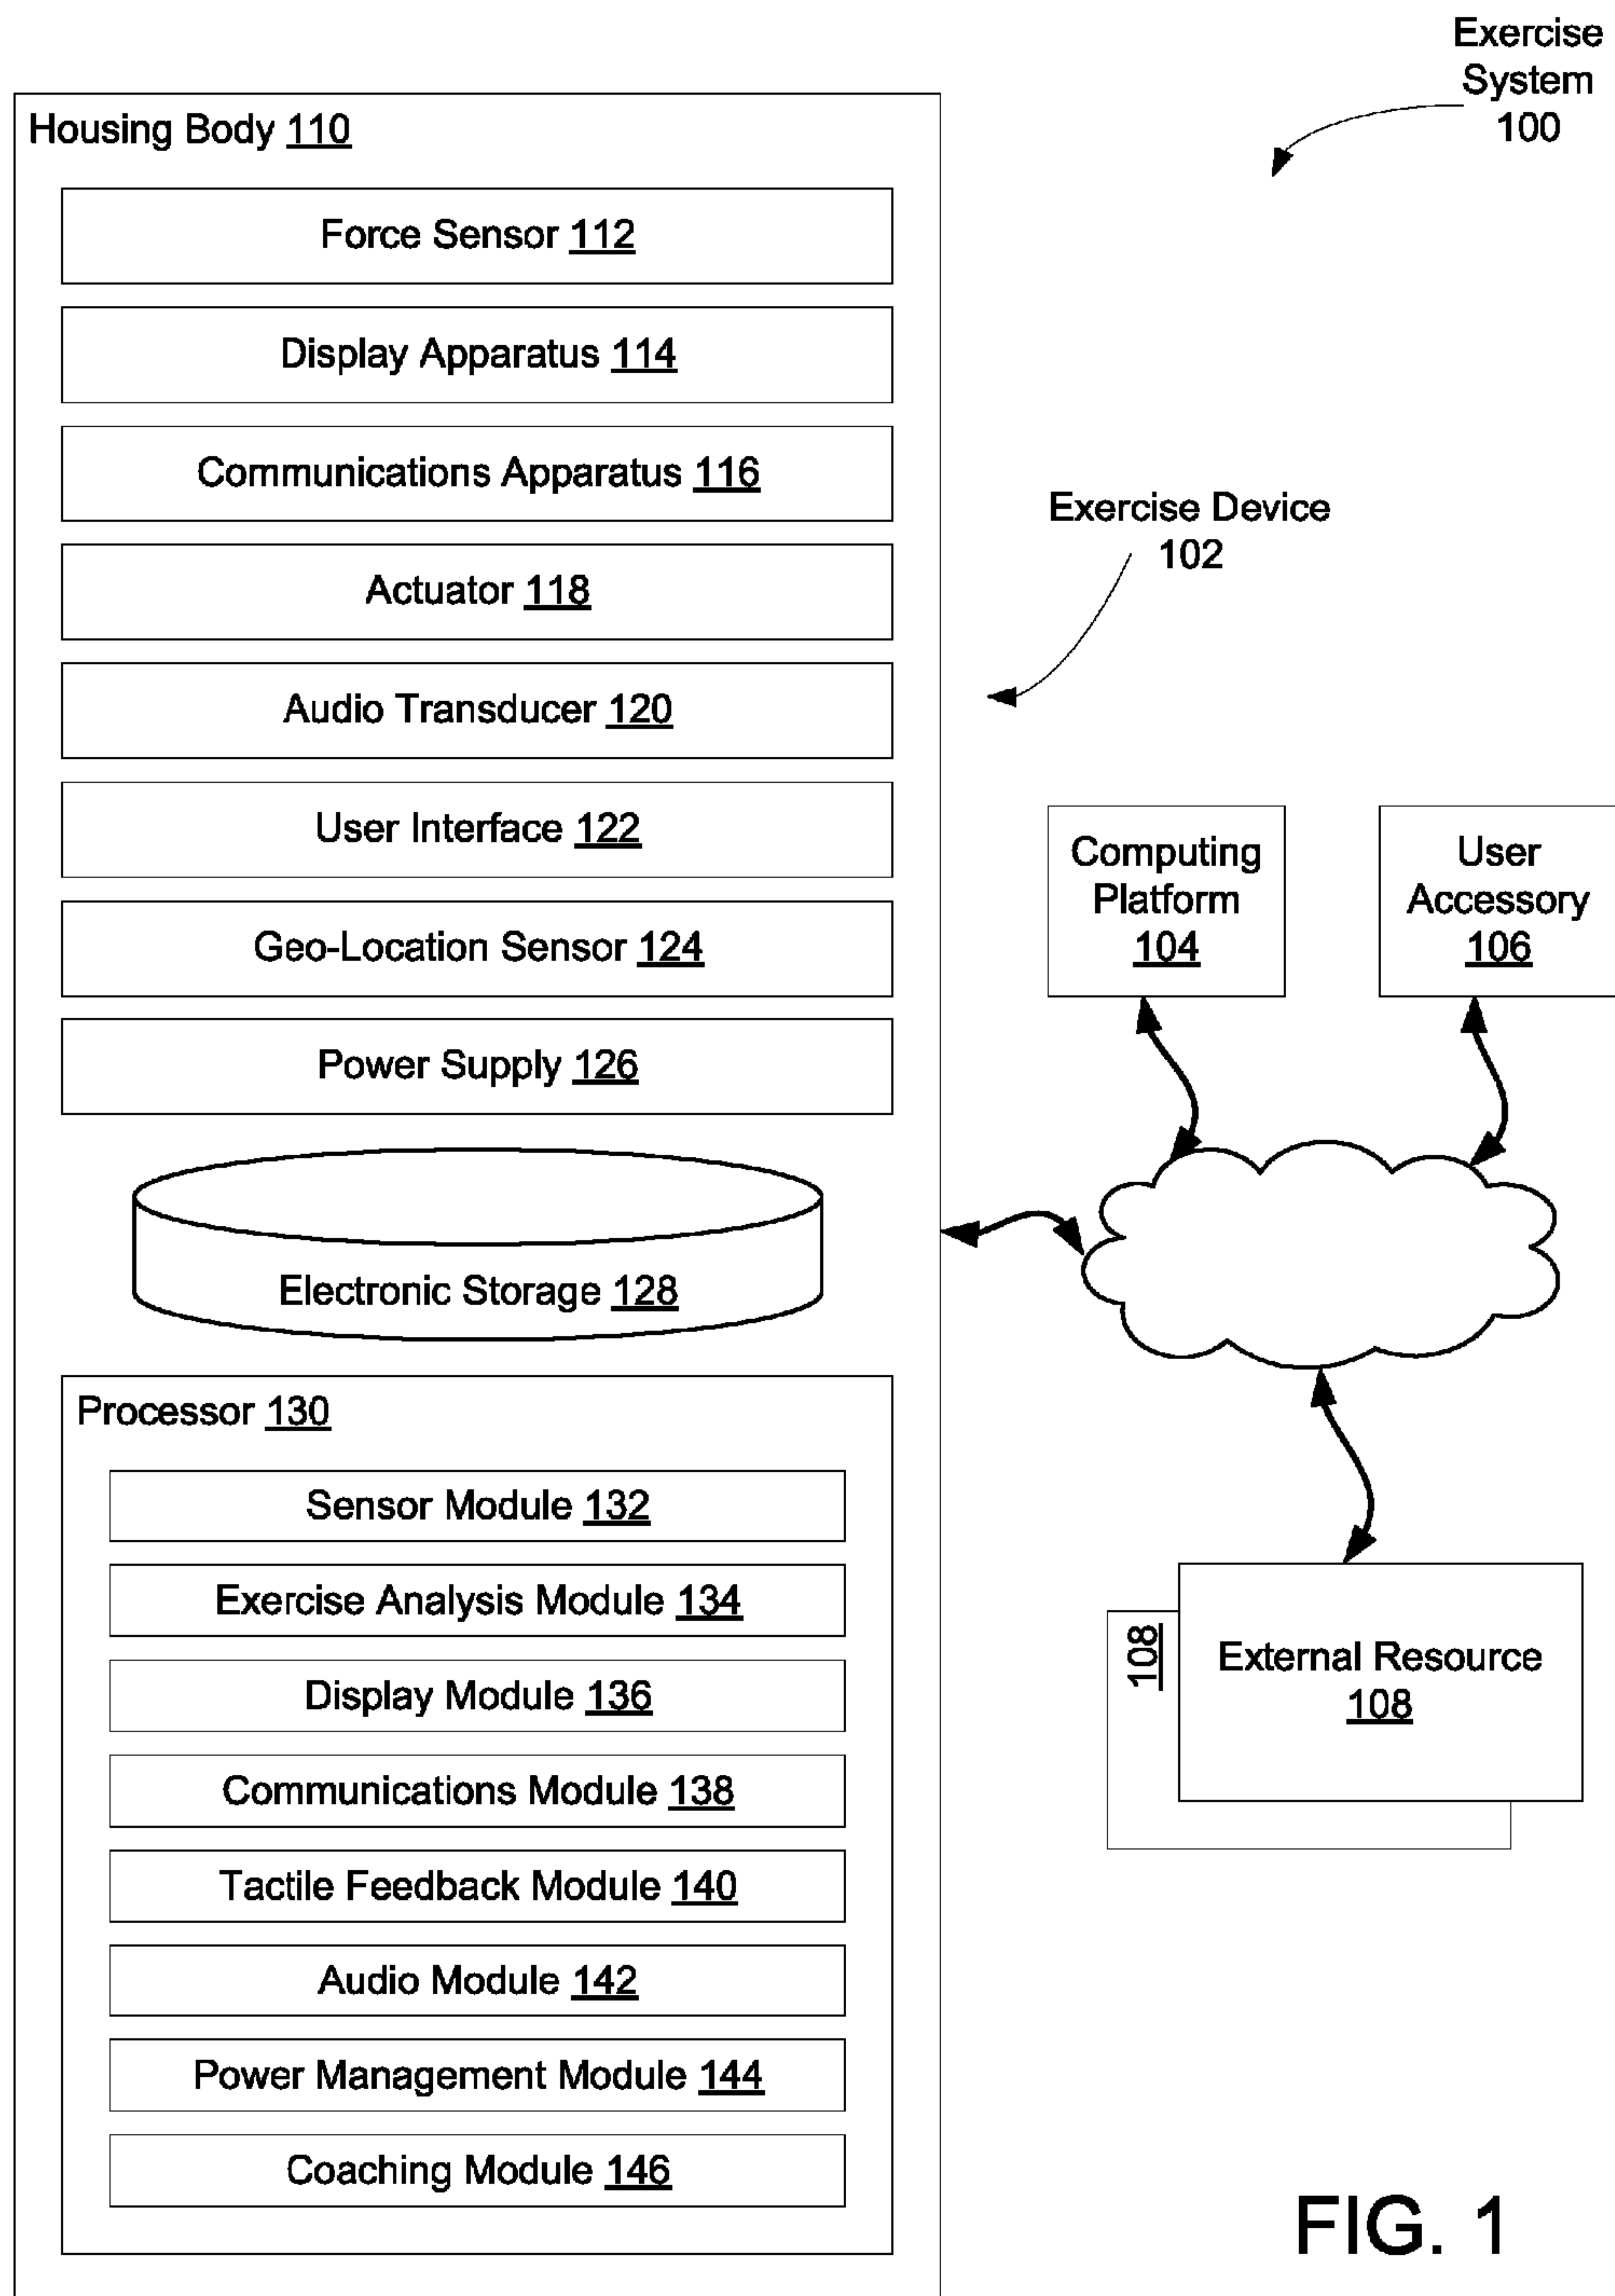 Exercise
System
100
Housing Body 110
Force Sensor 112
Display Apparatus 114
Communications Apparatus 116
Exercise Device
102
Actuator 118
Audio Transducer 120
User Interface 122
Computing
Platform
104
User
Accessory
106
Geo-Location Sensor 124
Power Supply 126
Electronic Storage 128
Processor 130
Sensor Module 132
Exercise Analysis Module 134
Display Module 136
Communications Module 138
Tactile Feedback Module 140
Audio Module 142
Power Management Module 144
Coaching Module 146
108
External Resource
108
FIG. 1